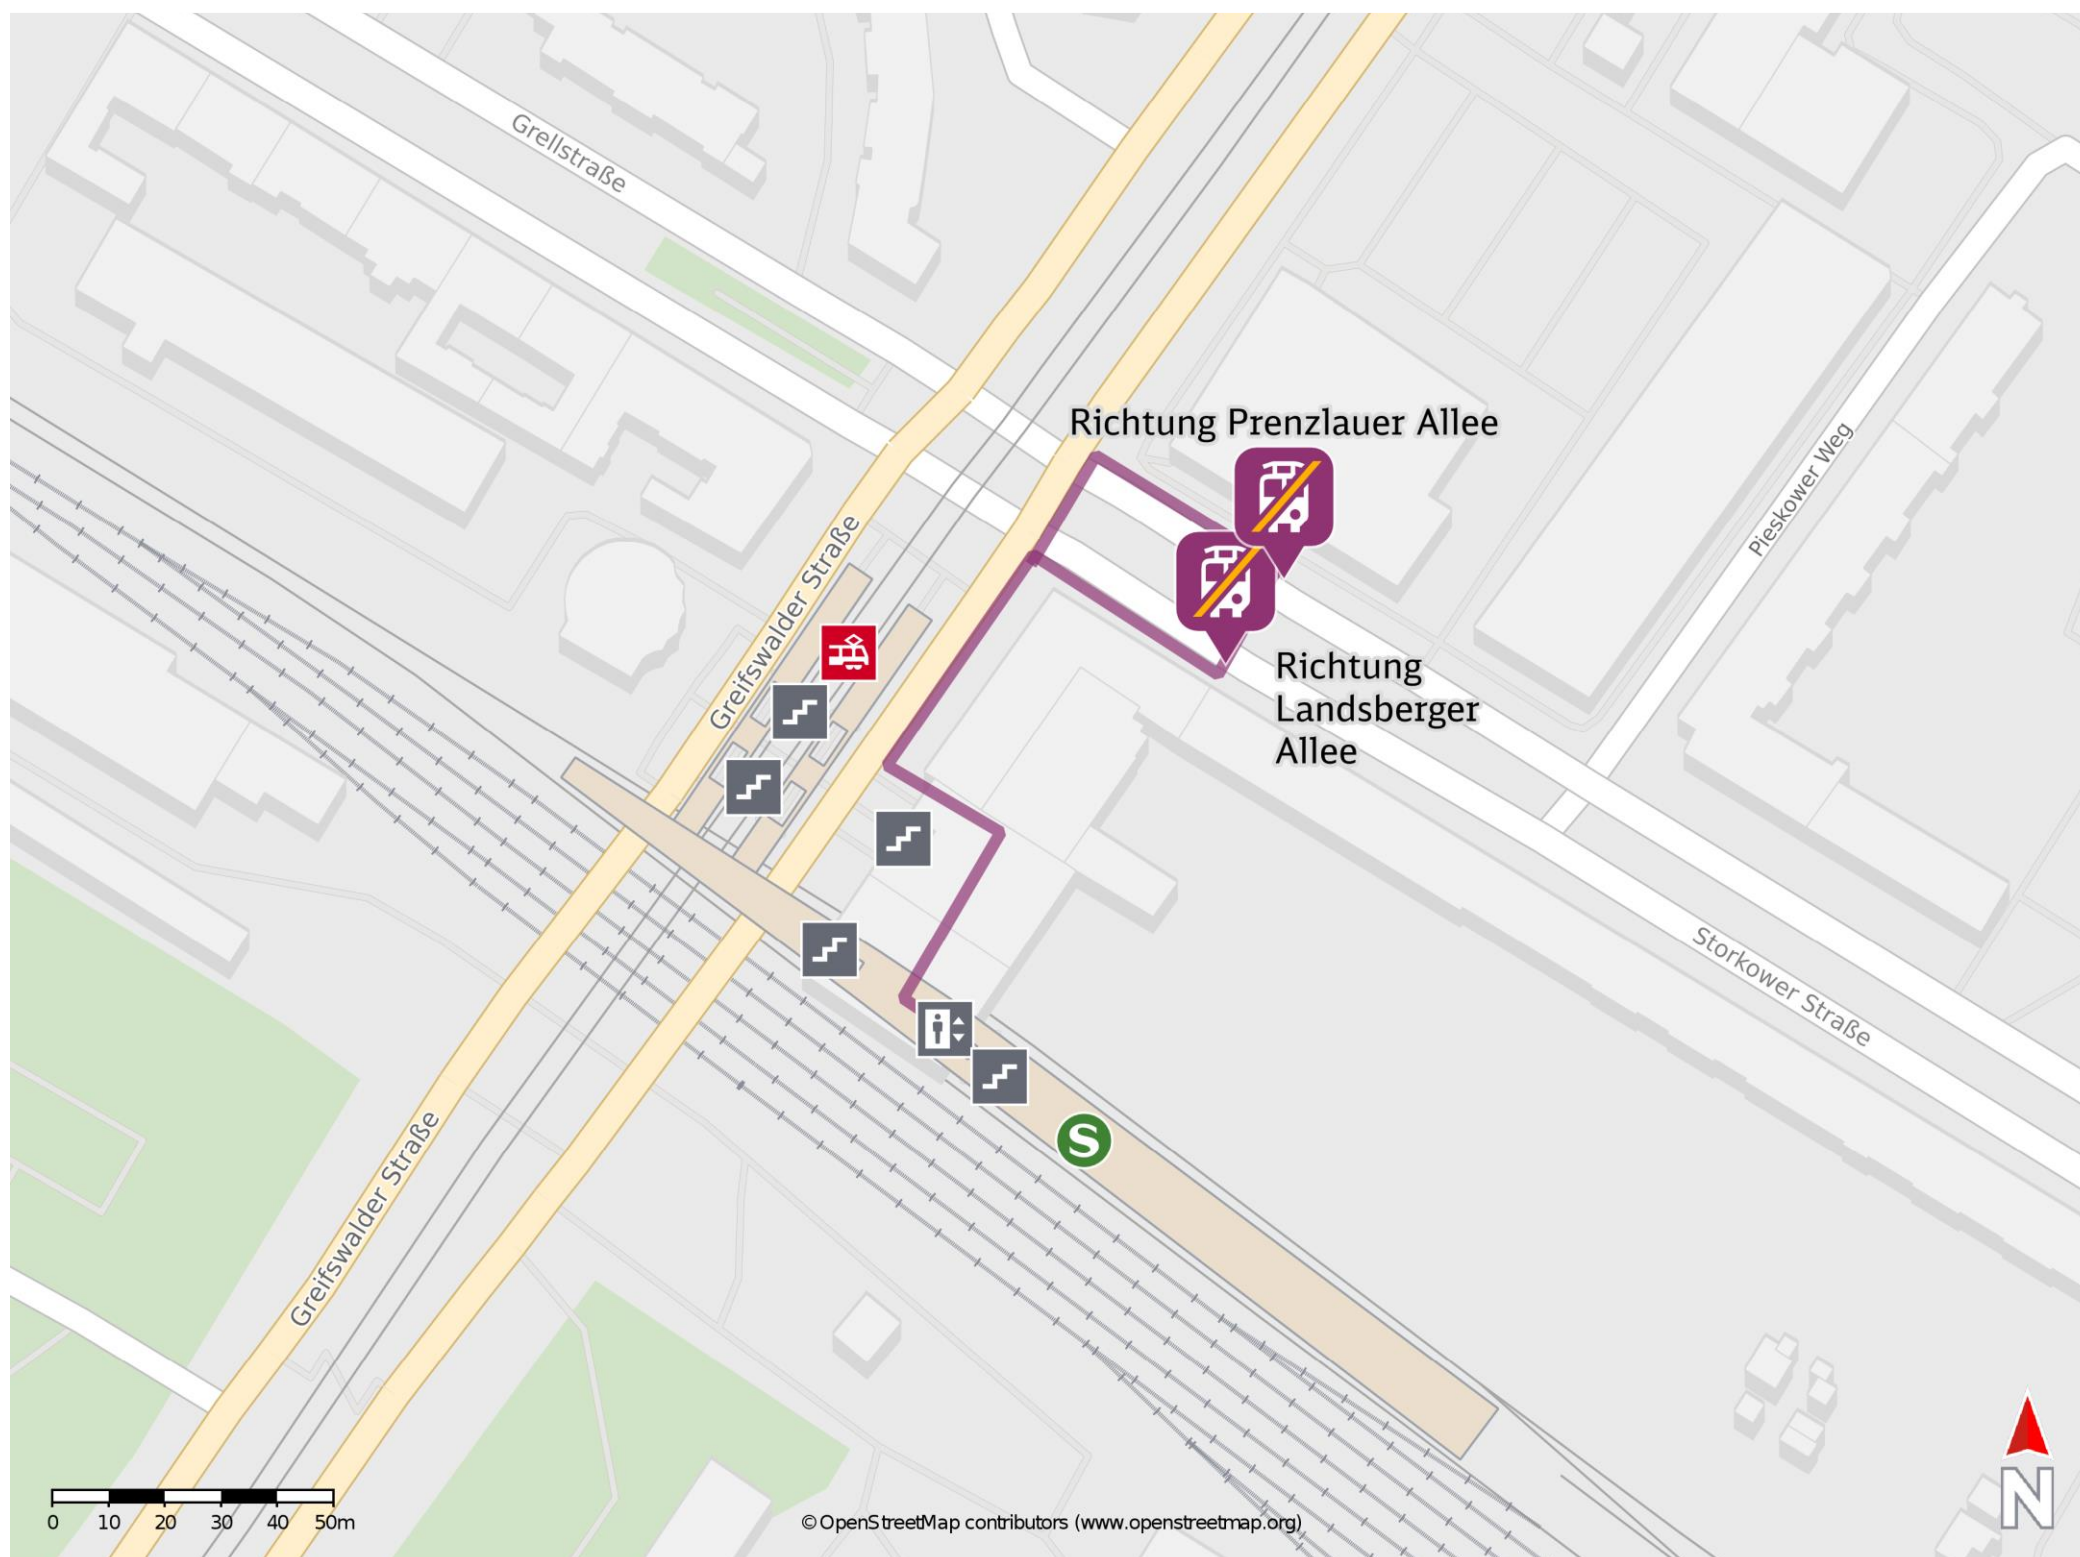 Grellstraße
Richtung Prenzlauer Allee
Pieskower Weg
Greifswalder Straße
Richtung
Landsberger
Allee
Storkower Straße
S
Greifswalder Straße
0 10 20 30 40 50m
© OpenStreetMap contributors (www.openstreetmap.org)
N